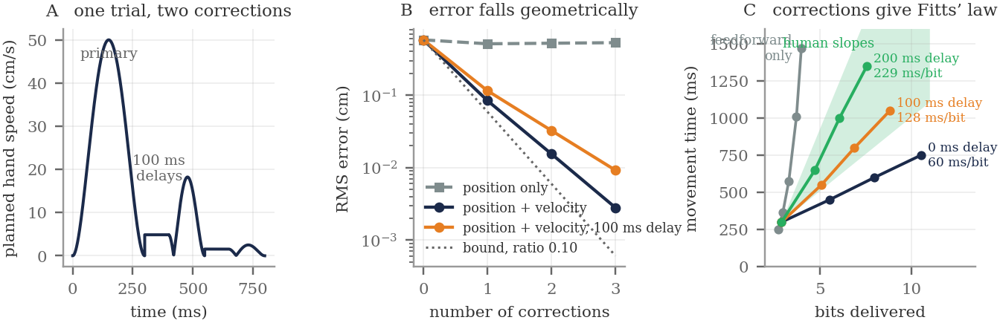 A one trial, two corrections
planned hand speed (cm/s)
50
40
30
20
10
0
primary
100 ms
delays
0
250
500
750
time (ms)
B error falls geometrically
RMS error (cm)
10⁻¹
10⁻²
10⁻³
position only
position + velocity
position + velocity, 100 ms delay
bound, ratio 0.10
0
1
2
3
number of corrections
C corrections give Fitts’ law
movement time (ms)
1500
1250
1000
750
500
250
0
feedforward
only
human slopes
200 ms delay
229 ms/bit
100 ms delay
128 ms/bit
0 ms delay
60 ms/bit
5
10
bits delivered